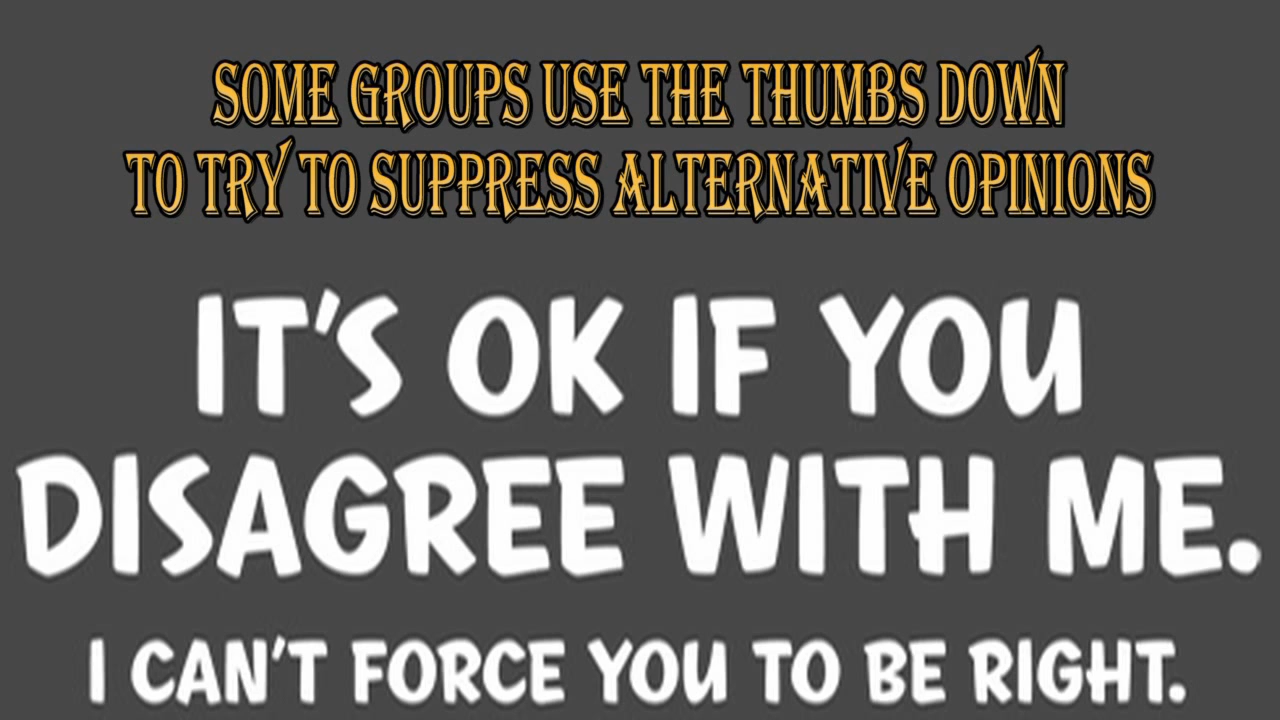 SOME GROUPS USE THE THUMBS DOWN
TO TRY TO SUPPRESS ALTERNATIVE OPINIONS
IT'S OK IF YOU
DISAGREE WITH ME.
I CAN'T FORCE YOU TO BE RIGHT.